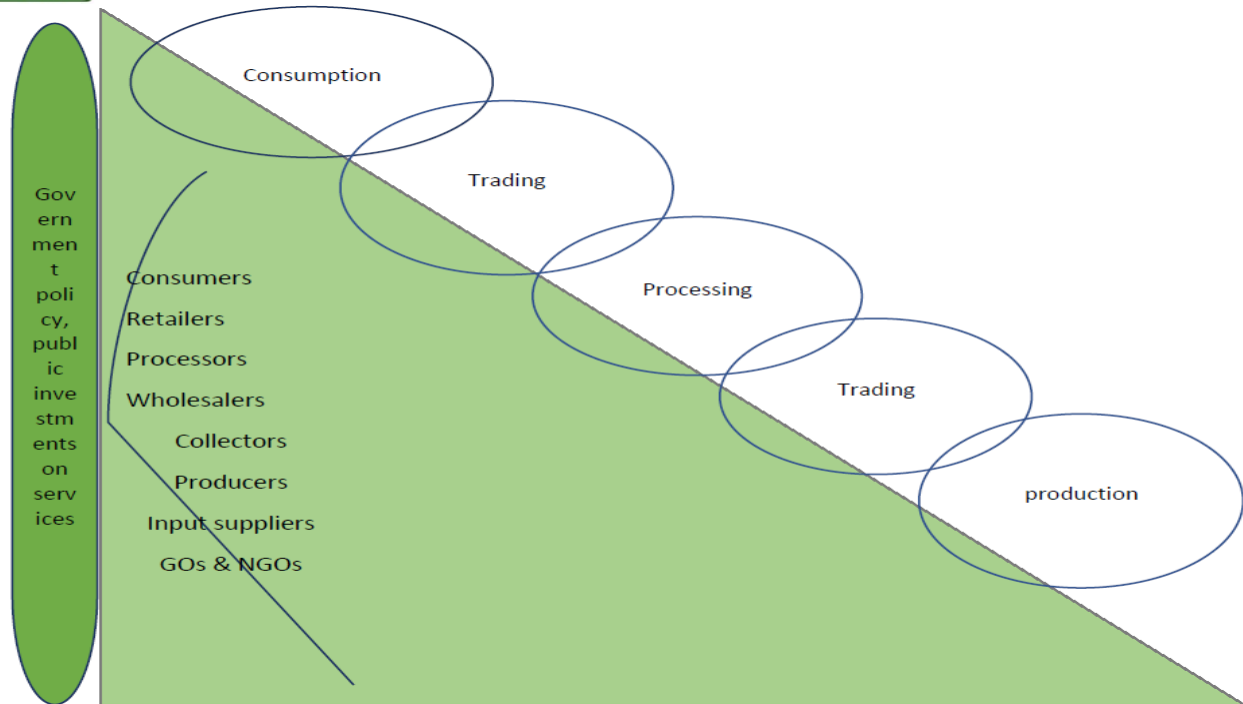 Consumption
Trading
Processing
Trading
production
Gov
ern
men
t
poli
cy,
publ
ic
inve
stm
ents
on
serv
ices
Consumers
Retailers
Processors
Wholesalers
Collectors
Producers
Input suppliers
GOs & NGOs